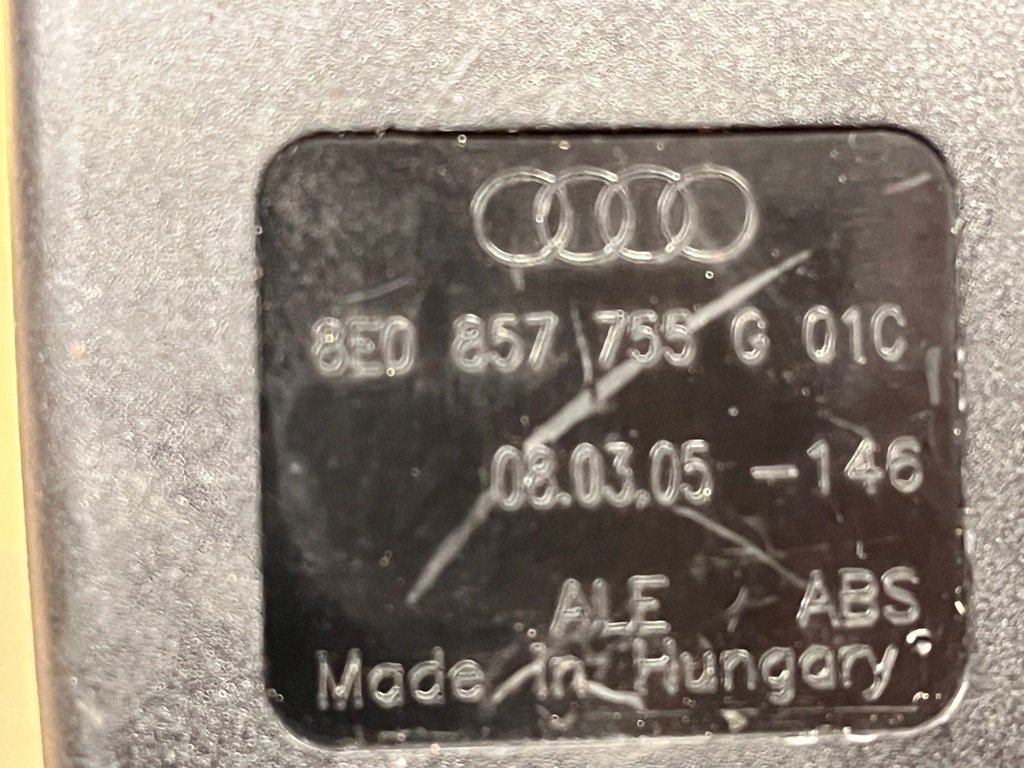 8E0 857 755 G 01C
08.03.05 -146
ALE ABS
Made in Hungary